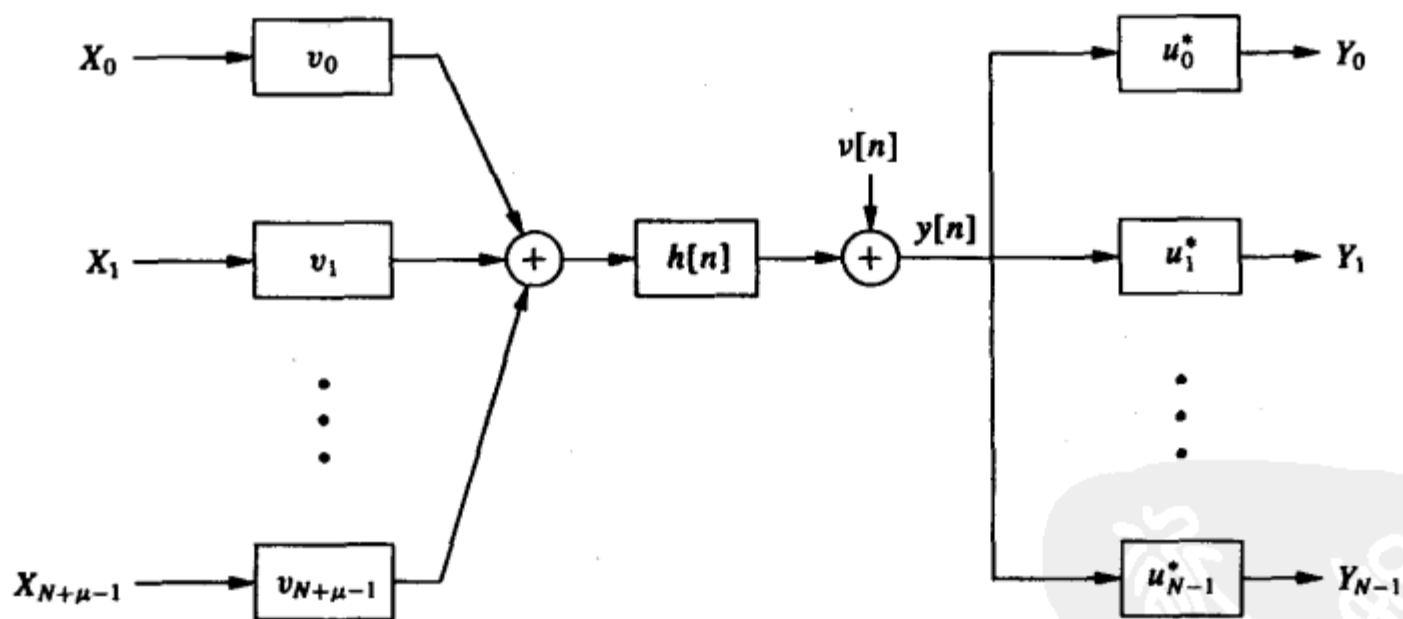 X_0 v_0 u_0^* Y_0
ν[n]
X_1 v_1 + h[n] + y[n] u_1^* Y_1
X_{N+μ-1} v_{N+μ-1} u_{N-1}^* Y_{N-1}